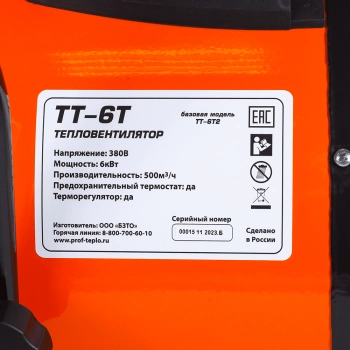 ТТ-6Т
базовая модель
ТТ-6Т2
ТЕПЛОВЕНТИЛЯТОР
EAC
Напряжение: 380В
Мощность: 6кВт
Производительность: 500м³/ч
Предохранительный термостат: да
Терморегулятор: да
Изготовитель: ООО «БЗТО»
Горячая линия: 8-800-700-60-10
www.prof-teplo.ru
Серийный номер
00015 11 2023.Б
Сделано
в России